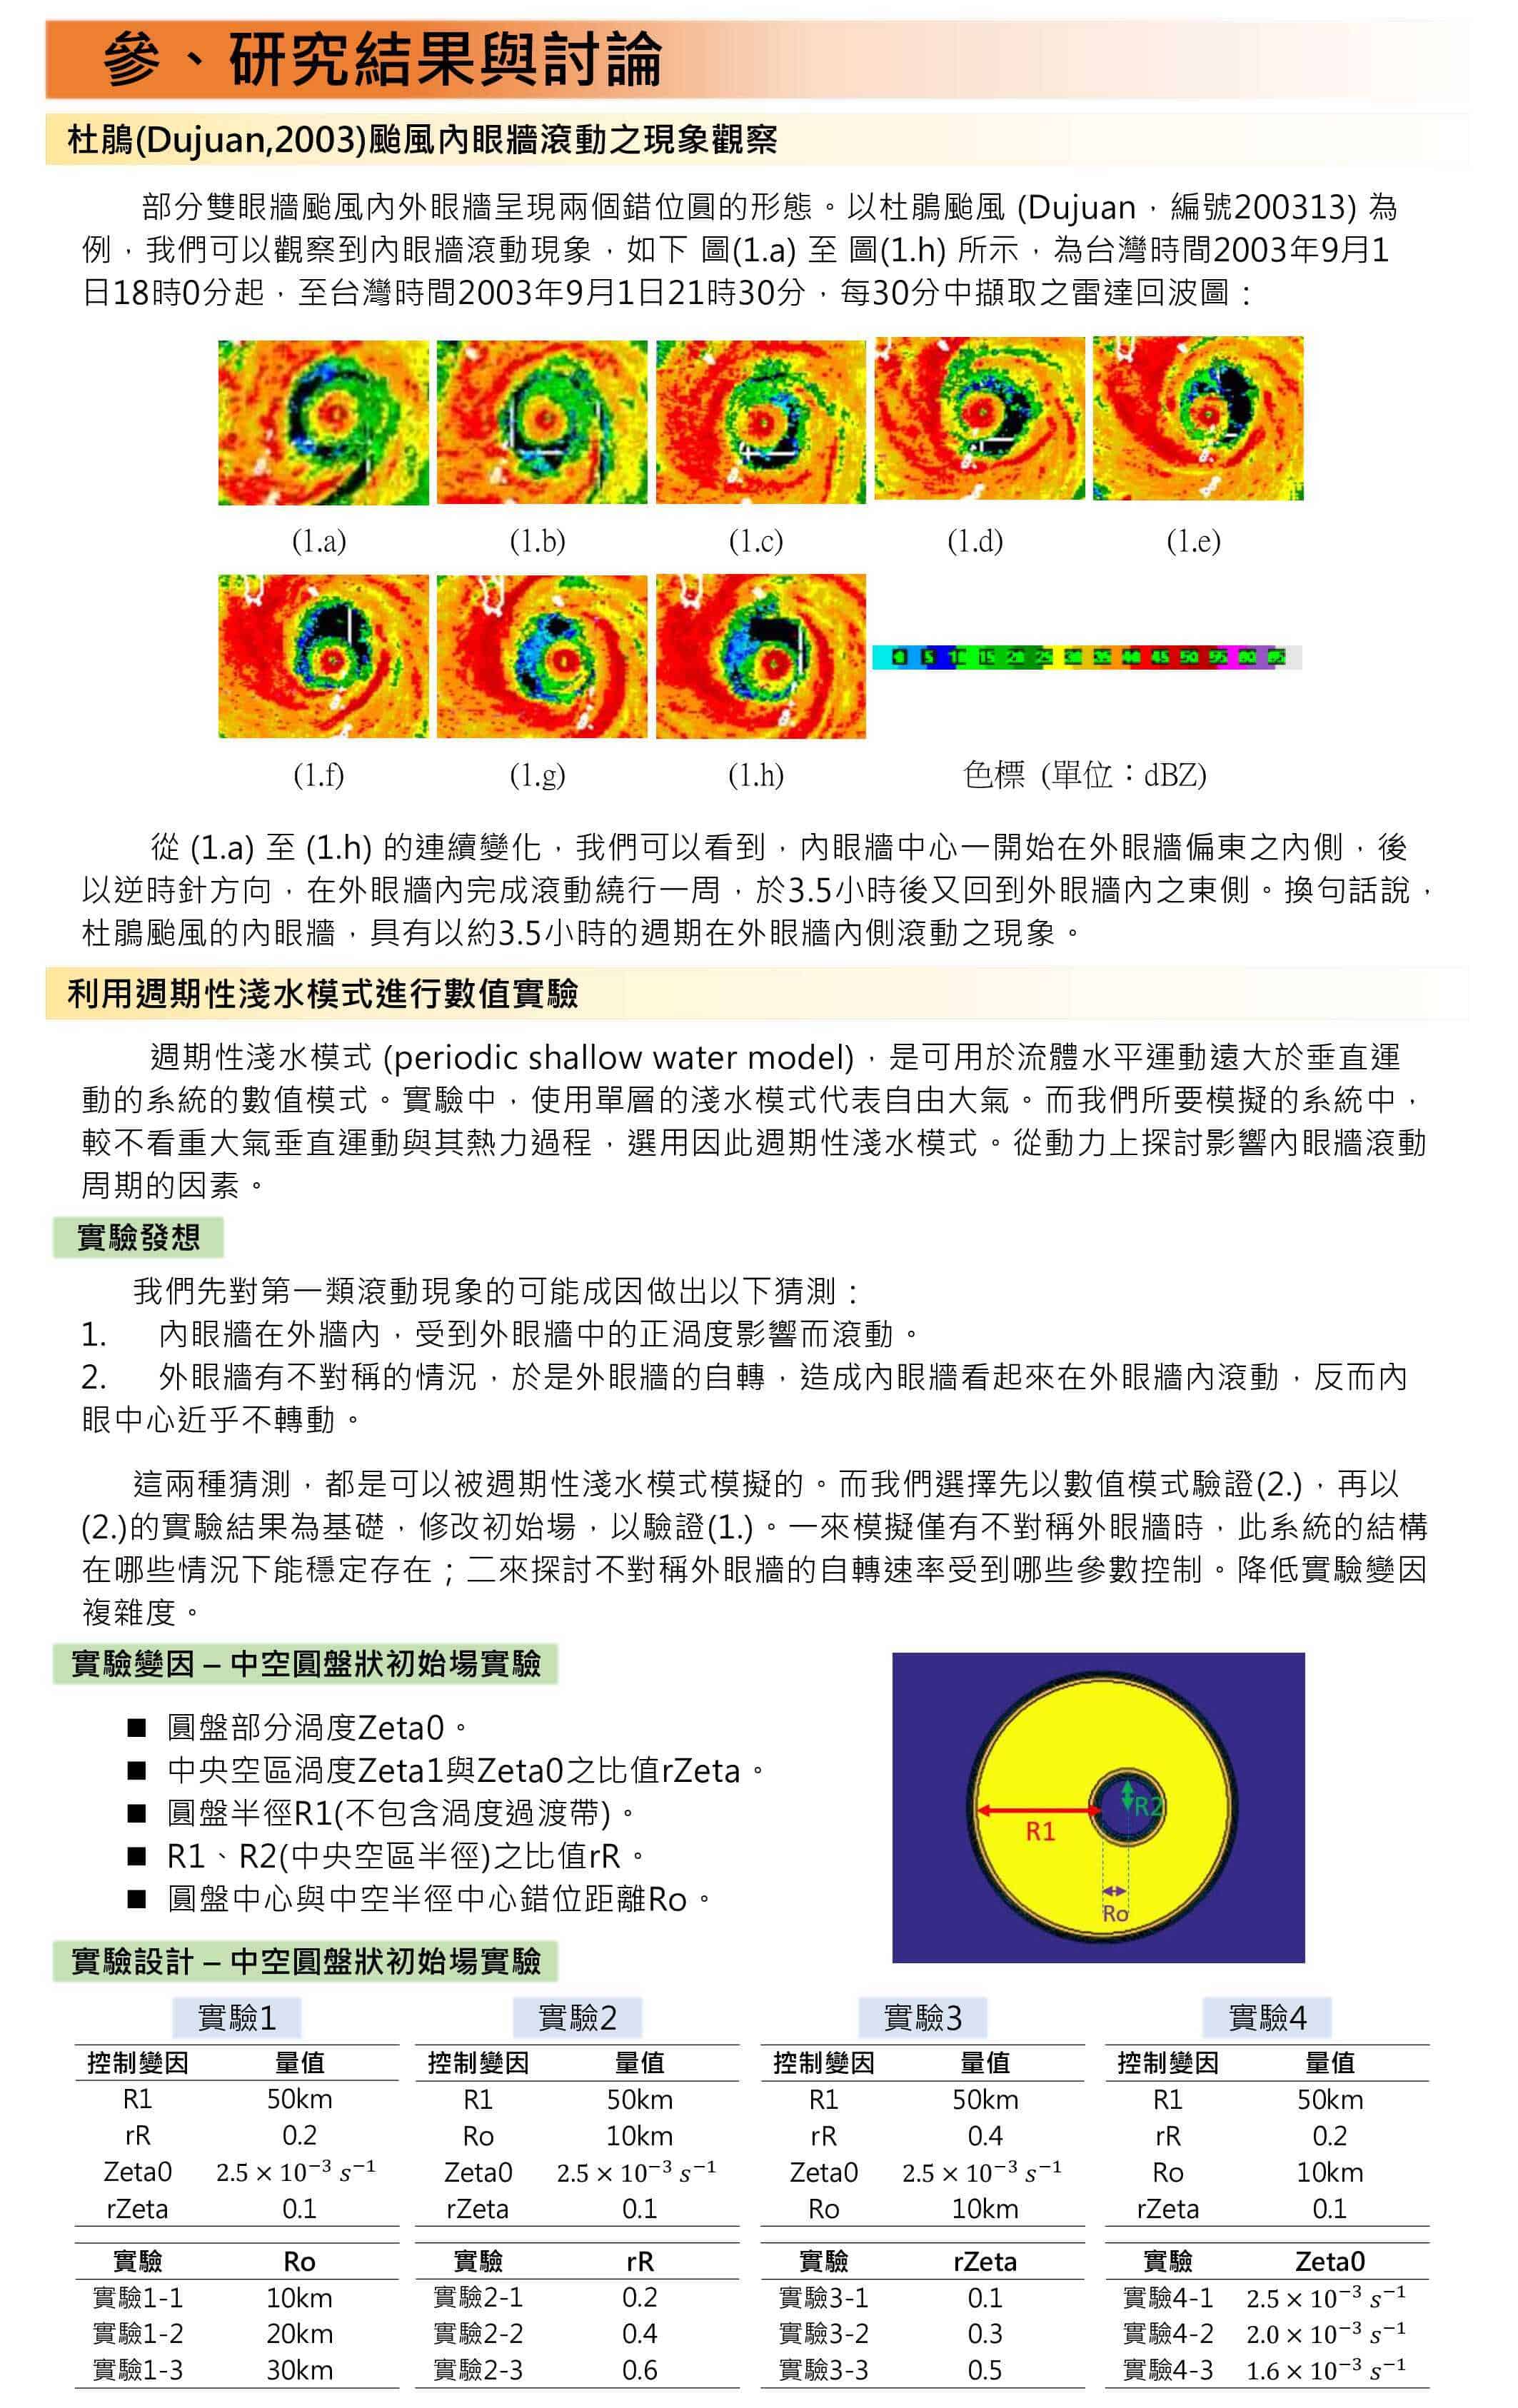 參、研究結果與討論
杜鵑(Dujuan,2003)颱風內眼牆滾動之現象觀察
部分雙眼牆颱風內外眼牆呈現兩個錯位圓的形態。以杜鵑颱風 (Dujuan，編號200313) 為
例，我們可以觀察到內眼牆滾動現象，如下 圖(1.a) 至 圖(1.h) 所示，為台灣時間2003年9月1
日18時0分起，至台灣時間2003年9月1日21時30分，每30分中擷取之雷達回波圖：
(1.a) (1.b) (1.c) (1.d) (1.e)
0 5 10 15 20 25 30 35 40 45 50 55 60 65
(1.f) (1.g) (1.h) 色標 (單位：dBZ)
從 (1.a) 至 (1.h) 的連續變化，我們可以看到，內眼牆中心一開始在外眼牆偏東之內側，後
以逆時針方向，在外眼牆內完成滾動繞行一周，於3.5小時後又回到外眼牆內之東側。換句話說，
杜鵑颱風的內眼牆，具有以約3.5小時的週期在外眼牆內側滾動之現象。
利用週期性淺水模式進行數值實驗
週期性淺水模式 (periodic shallow water model)，是可用於流體水平運動遠大於垂直運
動的系統的數值模式。實驗中，使用單層的淺水模式代表自由大氣。而我們所要模擬的系統中，
較不看重大氣垂直運動與其熱力過程，選用因此週期性淺水模式。從動力上探討影響內眼牆滾動
周期的因素。
實驗發想
我們先對第一類滾動現象的可能成因做出以下猜測：
1. 內眼牆在外牆內，受到外眼牆中的正渦度影響而滾動。
2. 外眼牆有不對稱的情況，於是外眼牆的自轉，造成內眼牆看起來在外眼牆內滾動，反而內
眼中心近乎不轉動。
這兩種猜測，都是可以被週期性淺水模式模擬的。而我們選擇先以數值模式驗證(2.)，再以
(2.)的實驗結果為基礎，修改初始場，以驗證(1.)。一來模擬僅有不對稱外眼牆時，此系統的結構
在哪些情況下能穩定存在；二來探討不對稱外眼牆的自轉速率受到哪些參數控制。降低實驗變因
複雜度。
實驗變因 – 中空圓盤狀初始場實驗
■ 圓盤部分渦度Zeta0。
■ 中央空區渦度Zeta1與Zeta0之比值rZeta。
■ 圓盤半徑R1(不包含渦度過渡帶)。
■ R1、R2(中央空區半徑)之比值rR。
■ 圓盤中心與中空半徑中心錯位距離Ro。
R2
R1
Ro
實驗設計 – 中空圓盤狀初始場實驗
實驗1 實驗2 實驗3 實驗4
控制變因 量值 控制變因 量值 控制變因 量值 控制變因 量值
R1 50km R1 50km R1 50km R1 50km
rR 0.2 Ro 10km rR 0.4 rR 0.2
Zeta0 2.5 × 10⁻³ s⁻¹ Zeta0 2.5 × 10⁻³ s⁻¹ Zeta0 2.5 × 10⁻³ s⁻¹ Ro 10km
rZeta 0.1 rZeta 0.1 Ro 10km rZeta 0.1
實驗 Ro 實驗 rR 實驗 rZeta 實驗 Zeta0
實驗1-1 10km 實驗2-1 0.2 實驗3-1 0.1 實驗4-1 2.5 × 10⁻³ s⁻¹
實驗1-2 20km 實驗2-2 0.4 實驗3-2 0.3 實驗4-2 2.0 × 10⁻³ s⁻¹
實驗1-3 30km 實驗2-3 0.6 實驗3-3 0.5 實驗4-3 1.6 × 10⁻³ s⁻¹